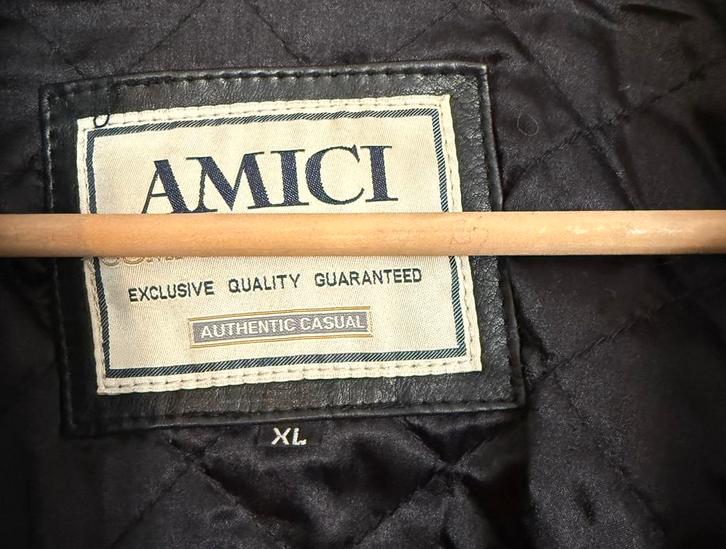 AMICI
EXCLUSIVE QUALITY GUARANTEED
AUTHENTIC CASUAL
XL